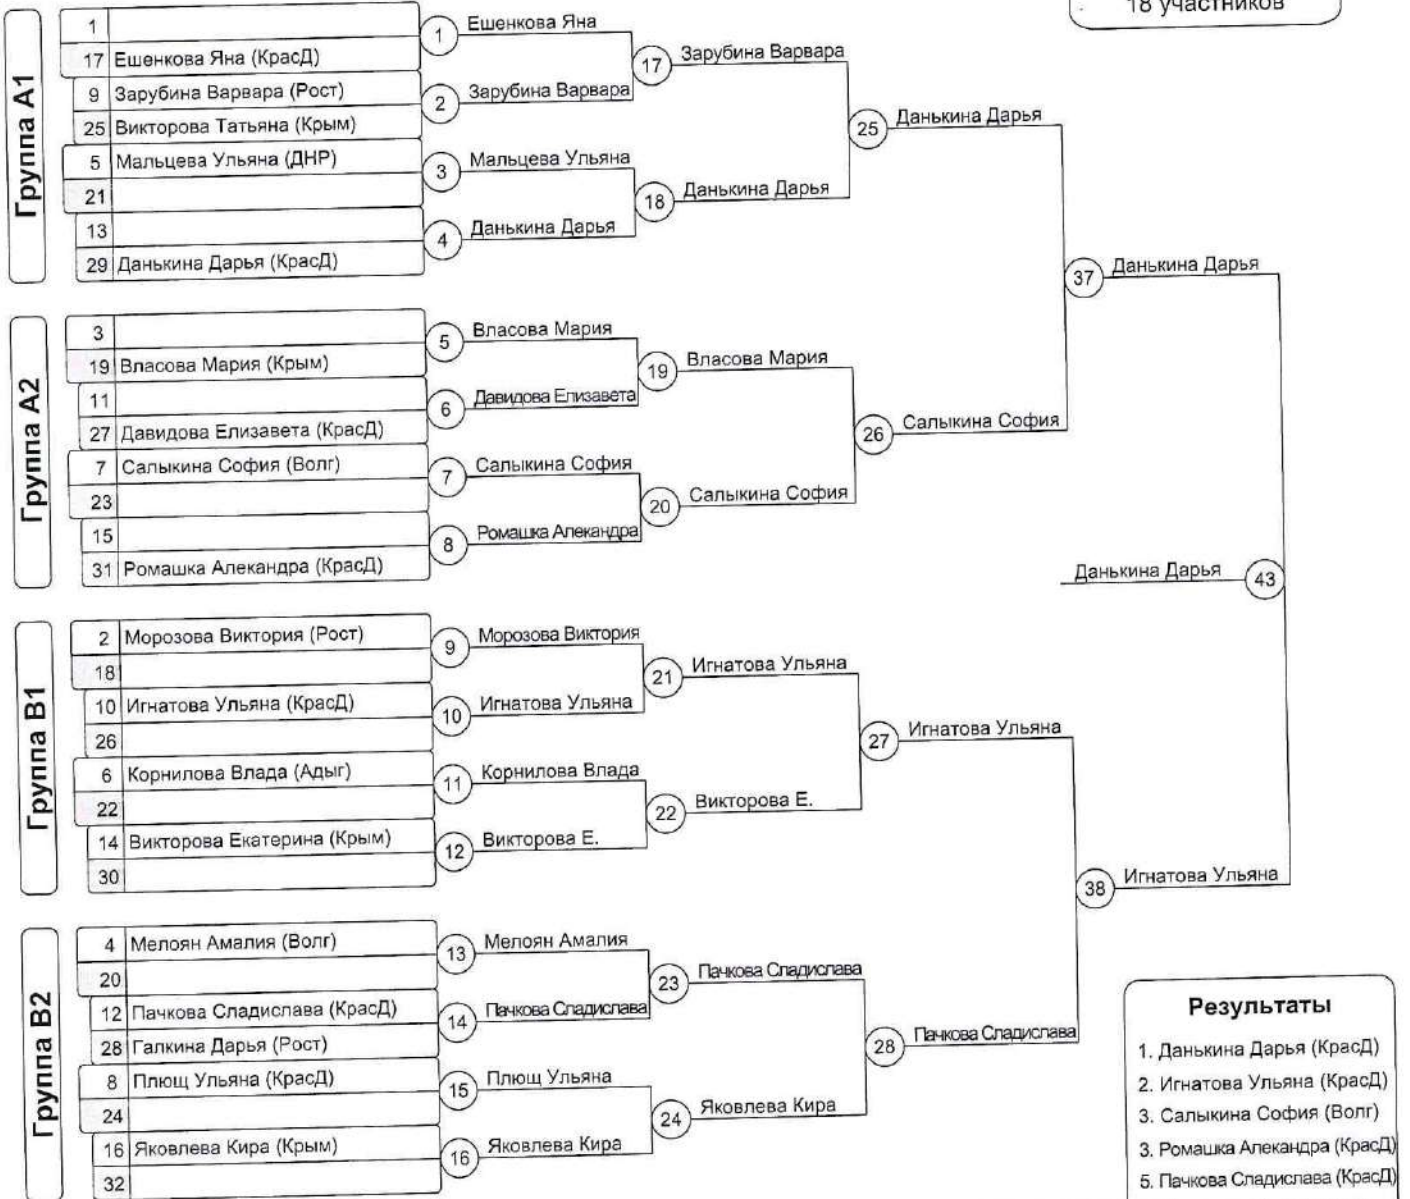 18 участников
Группа A1
1
17 Ешенкова Яна (КрасД)
9 Зарубина Варвара (Рост)
25 Викторова Татьяна (Крым)
5 Мальцева Ульяна (ДНР)
21
13
29 Данькина Дарья (КрасД)
1 Ешенкова Яна
2 Зарубина Варвара
3 Мальцева Ульяна
4 Данькина Дарья
17 Зарубина Варвара
18 Данькина Дарья
25 Данькина Дарья
Группа A2
3
19 Власова Мария (Крым)
11
27 Давидова Елизавета (КрасД)
7 Салыкина София (Волг)
23
15
31 Ромашка Алекандра (КрасД)
5 Власова Мария
6 Давидова Елизавета
7 Салыкина София
8 Ромашка Алекандра
19 Власова Мария
20 Салыкина София
26 Салыкина София
37 Данькина Дарья
Данькина Дарья 43
Группа B1
2 Морозова Виктория (Рост)
18
10 Игнатова Ульяна (КрасД)
26
6 Корнилова Влада (Адыг)
22
14 Викторова Екатерина (Крым)
30
9 Морозова Виктория
10 Игнатова Ульяна
11 Корнилова Влада
12 Викторова Е.
21 Игнатова Ульяна
22 Викторова Е.
27 Игнатова Ульяна
Группа B2
4 Мелоян Амалия (Волг)
20
12 Пачкова Сладислава (КрасД)
28 Галкина Дарья (Рост)
8 Плющ Ульяна (КрасД)
24
16 Яковлева Кира (Крым)
32
13 Мелоян Амалия
14 Пачкова Сладислава
15 Плющ Ульяна
16 Яковлева Кира
23 Пачкова Сладислава
24 Яковлева Кира
28 Пачкова Сладислава
38 Игнатова Ульяна
Результаты
1. Данькина Дарья (КрасД)
2. Игнатова Ульяна (КрасД)
3. Салыкина София (Волг)
3. Ромашка Алекандра (КрасД)
5. Пачкова Сладислава (КрасД)